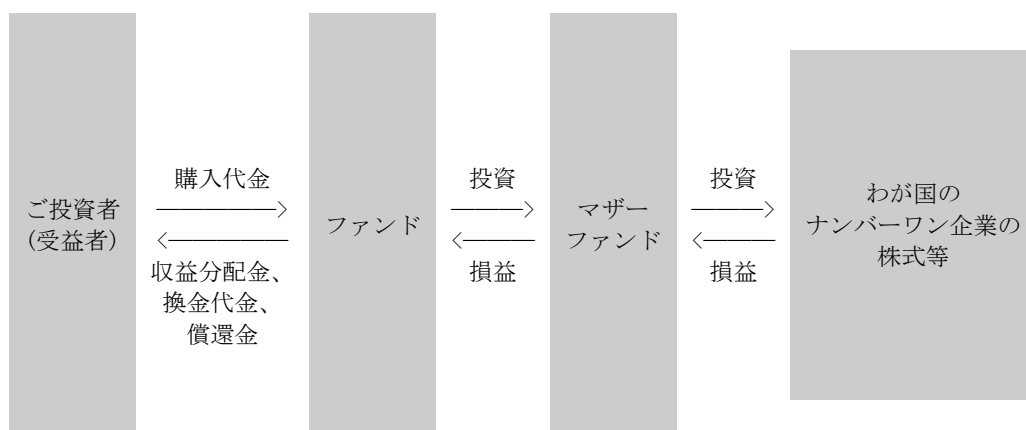 ご投資者
(受益者)
購入代金
収益分配金、
換金代金、
償還金
ファンド
投資
損益
マザー
ファンド
投資
損益
わが国の
ナンバーワン企業の
株式等